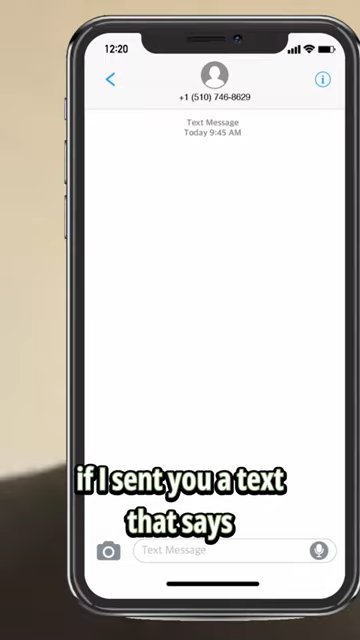 12:20
+1 (510) 746-8629
Text Message
Today 9:45 AM
if I sent you a text
that says
Text Message